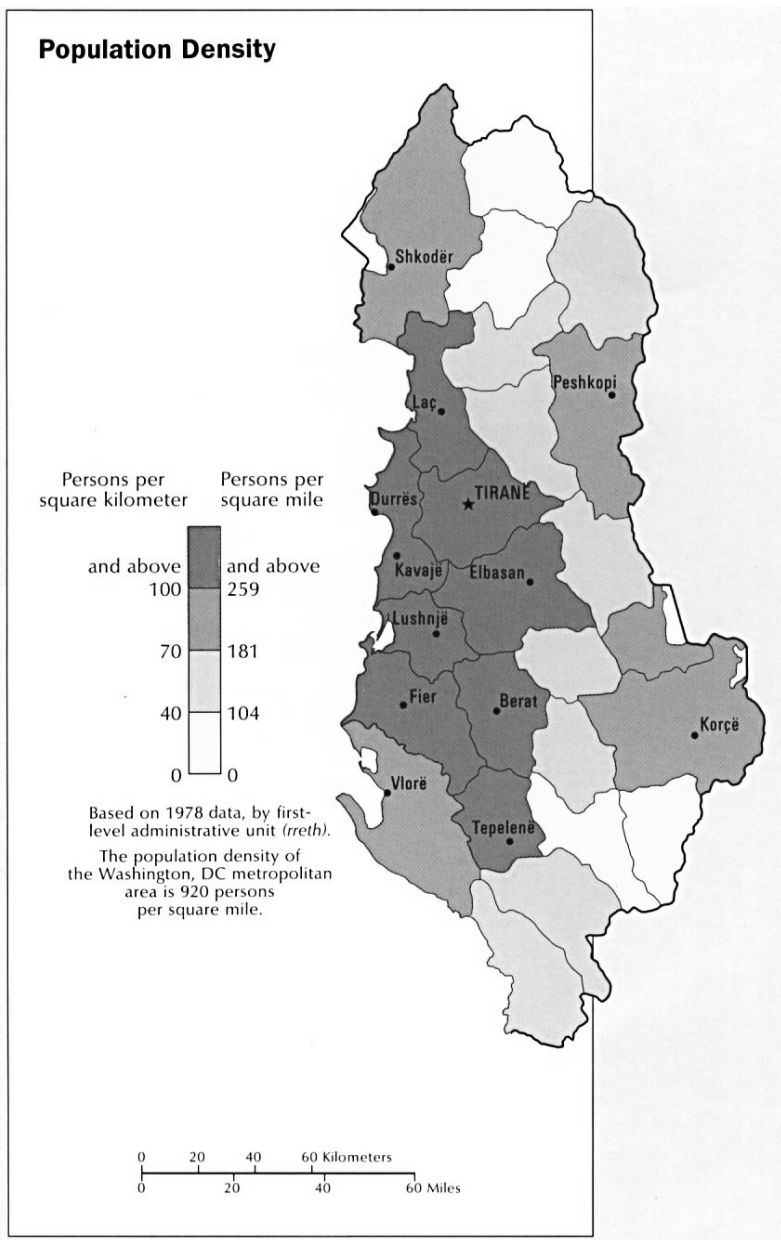 Population Density
Shkodër
Peshkopi
Laç
TIRANË
Durrës
Kavajë
Elbasan
Lushnjë
Fier
Berat
Korçë
Vlorë
Tepelenë
Persons per
square kilometer
Persons per
square mile
and above
and above
100
259
70
181
40
104
0
0
Based on 1978 data, by first-
level administrative unit (rreth).
The population density of
the Washington, DC metropolitan
area is 920 persons
per square mile.
0 20 40 60 Kilometers
0 20 40 60 Miles